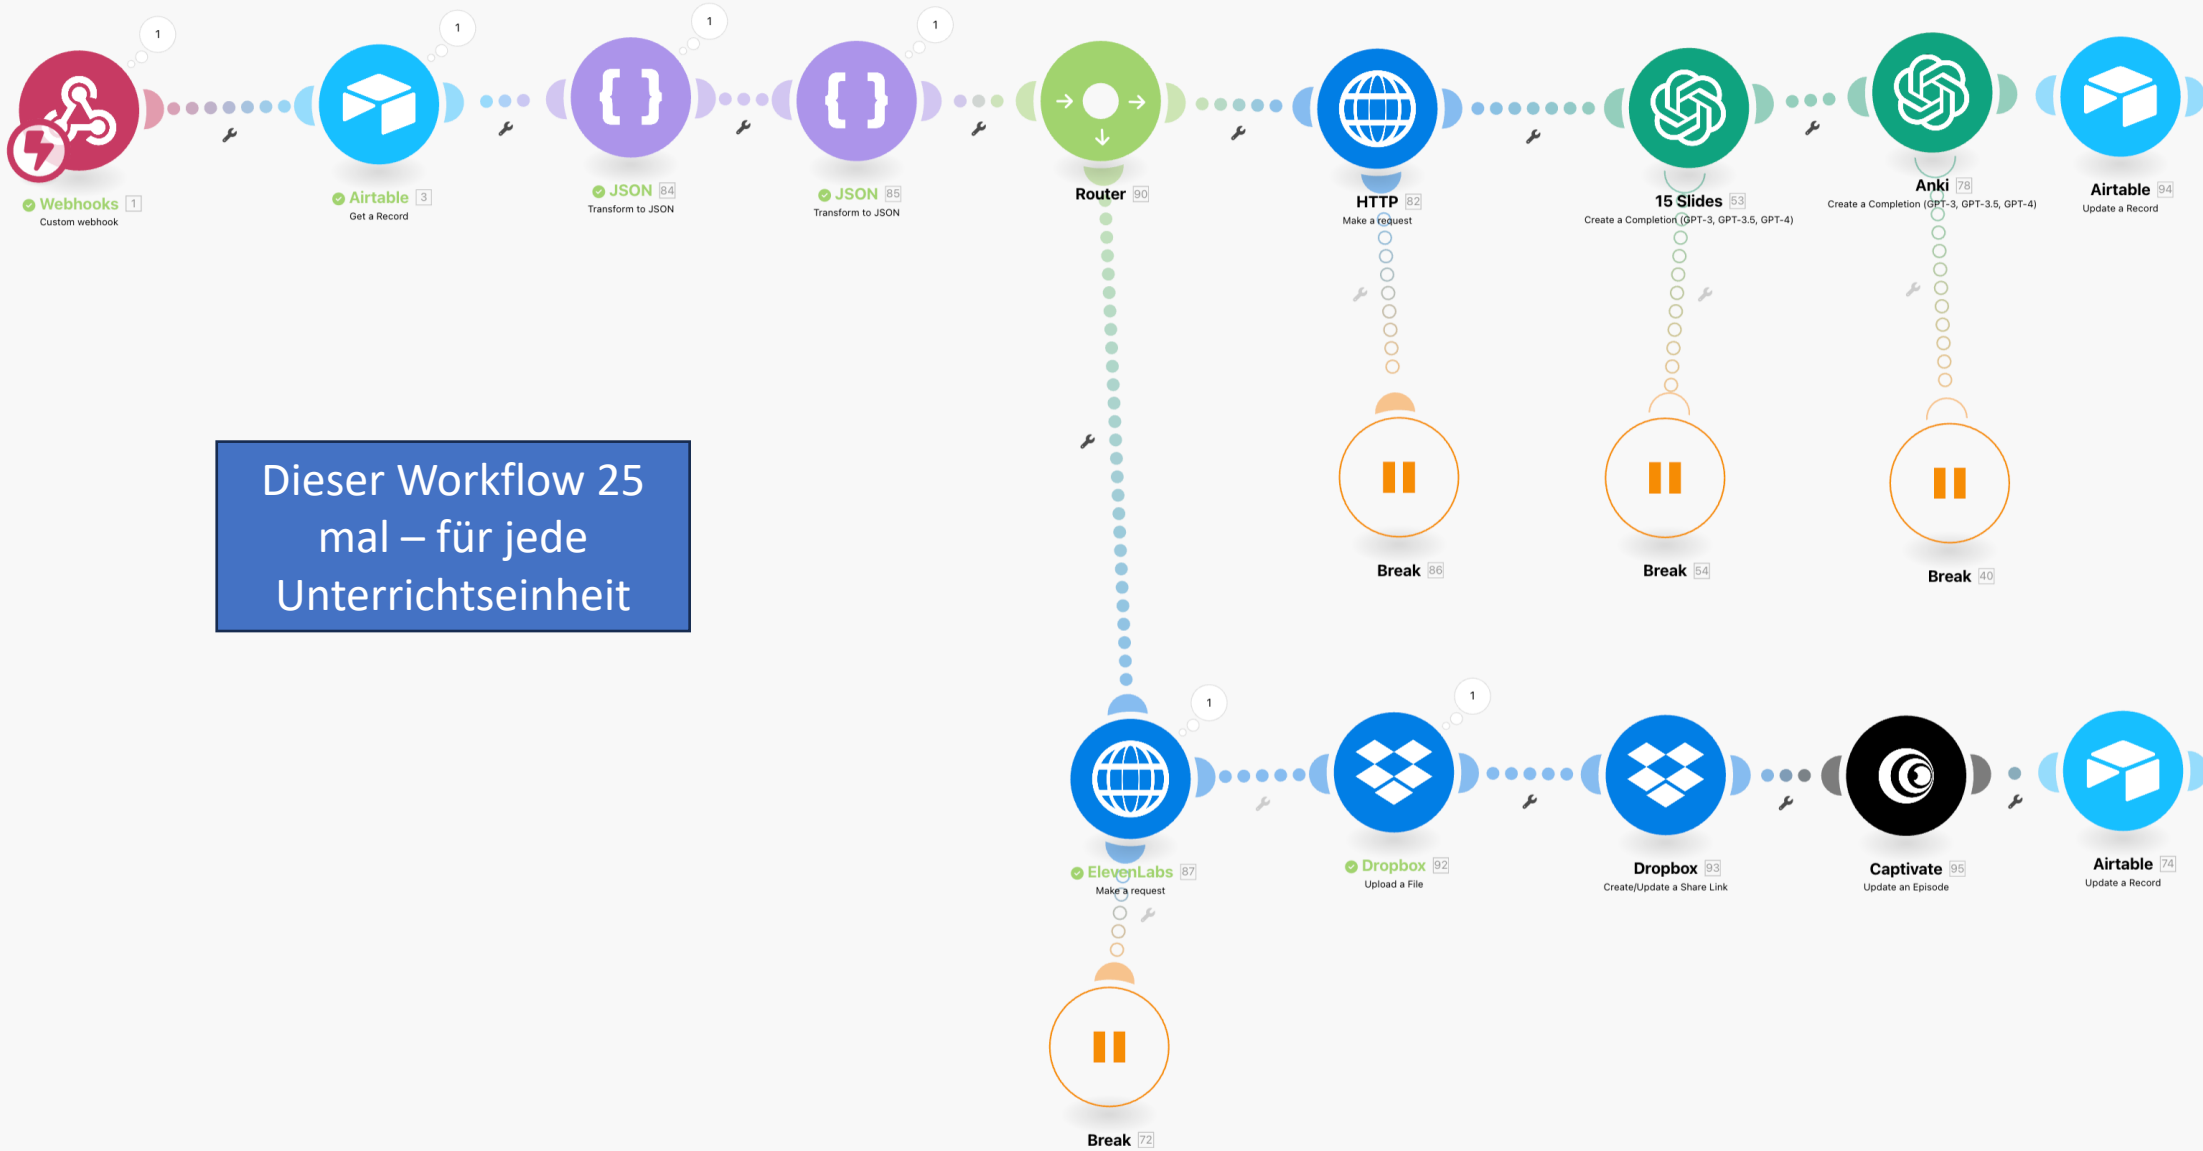 1
1
1
1
Webhooks 1
Custom webhook
Airtable 3
Get a Record
JSON 84
Transform to JSON
JSON 85
Transform to JSON
Router 90
HTTP 82
Make a request
15 Slides 53
Create a Completion (GPT-3, GPT-3.5, GPT-4)
Anki 78
Create a Completion (GPT-3, GPT-3.5, GPT-4)
Airtable 94
Update a Record
Dieser Workflow 25
mal – für jede
Unterrichtseinheit
Break 86
Break 54
Break 40
1
1
ElevenLabs 87
Make a request
Dropbox 92
Upload a File
Dropbox 93
Create/Update a Share Link
Captivate 95
Update an Episode
Airtable 74
Update a Record
Break 72